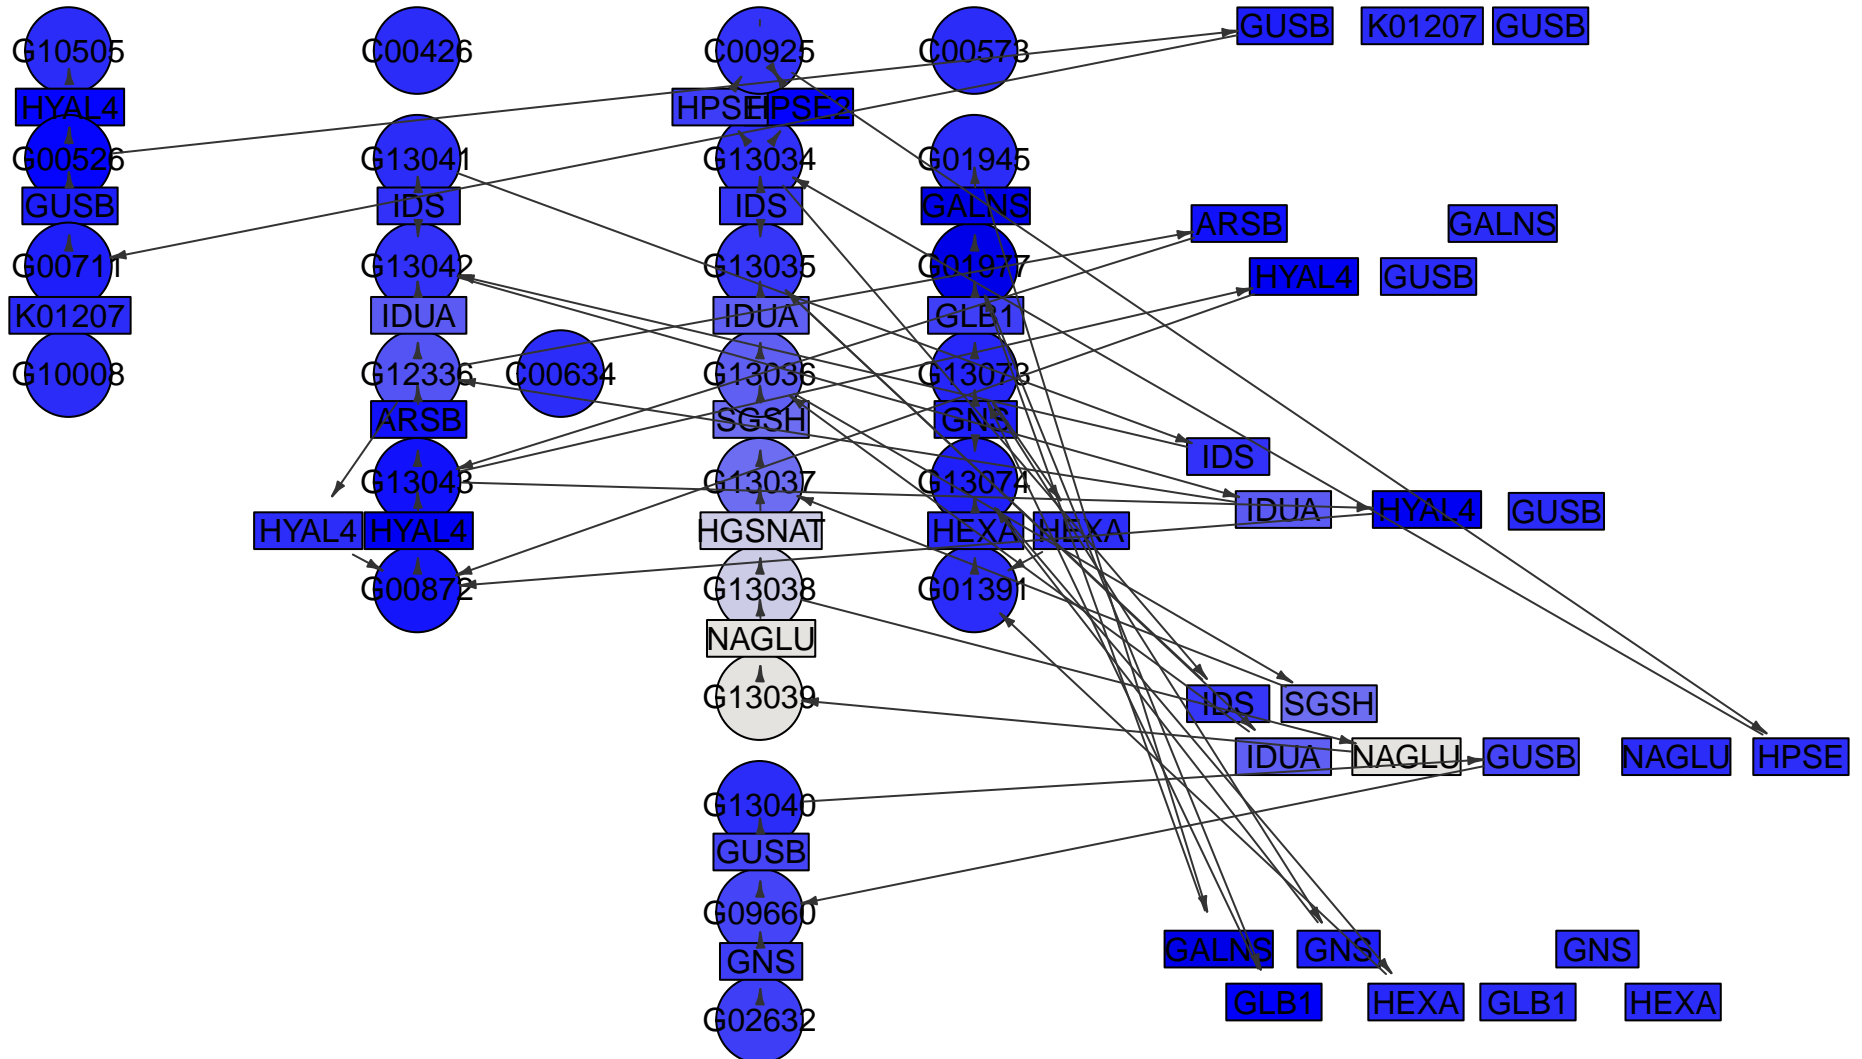 G10505 C00426 C00925 C00573 GUSB K01207 GUSB
HYAL4 HPSE HPSE2
G00526 G13041 G13034 G01945
GUSB IDS IDS GALNS ARSB GALNS
G00711 G13042 G13035 G01977 HYAL4 GUSB
K01207 IDUA IDUA GLB1
G10008 G12336 C00634 G13036 G13073
ARSB SGSH GNS
IDS
G13043 G13037 G13074
IDUA HYAL4 GUSB
HYAL4 HYAL4 HGSNAT HEXA HEXA
G00872 G13038 G01391
NAGLU
G13039 IDS SGSH
IDUA NAGLU GUSB NAGLU HPSE
G13040
GUSB
G09660
GALNS GNS GNS
GNS
GLB1 HEXA GLB1 HEXA
G02632